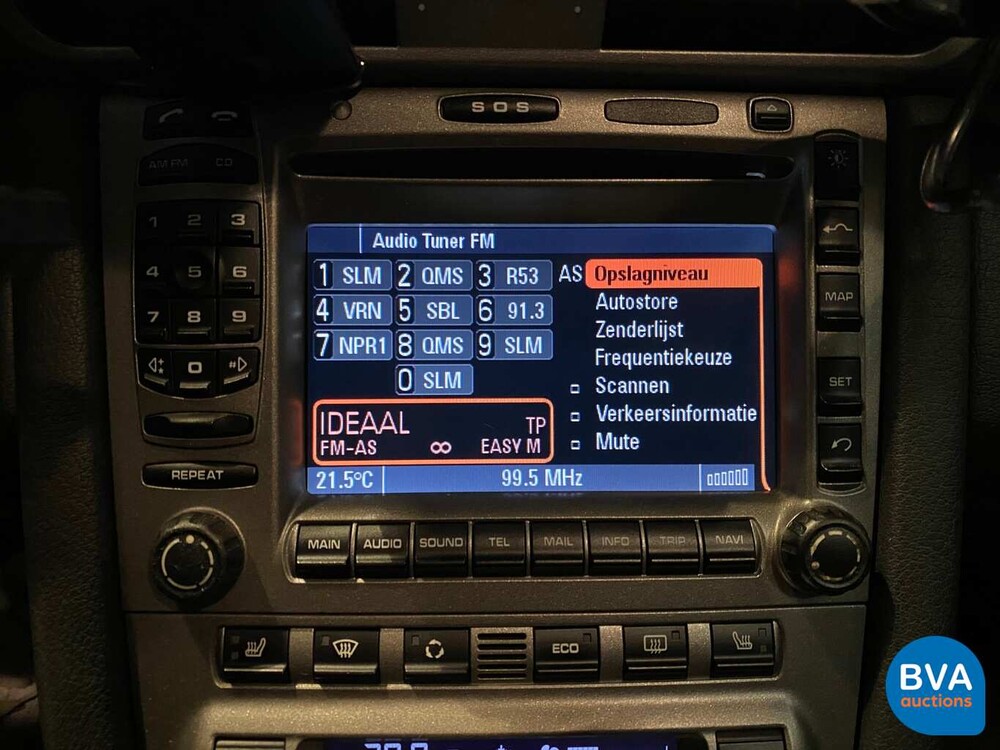 SOS
AM FM CD
1 2 3
4 5 6
7 8 9
0
REPEAT
MAP
SET
Audio Tuner FM
1 SLM 2 QMS 3 R53
4 VRN 5 SBL 6 91.3
7 NPR1 8 QMS 9 SLM
0 SLM
AS Opslagniveau
Autostore
Zenderlijst
Frequentiekeuze
Scannen
Verkeersinformatie
Mute
IDEAAL TP
FM-AS ∞ EASY M
21.5°C 99.5 MHz
MAIN AUDIO SOUND TEL MAIL INFO TRIP NAVI
ECO
BVA
auctions